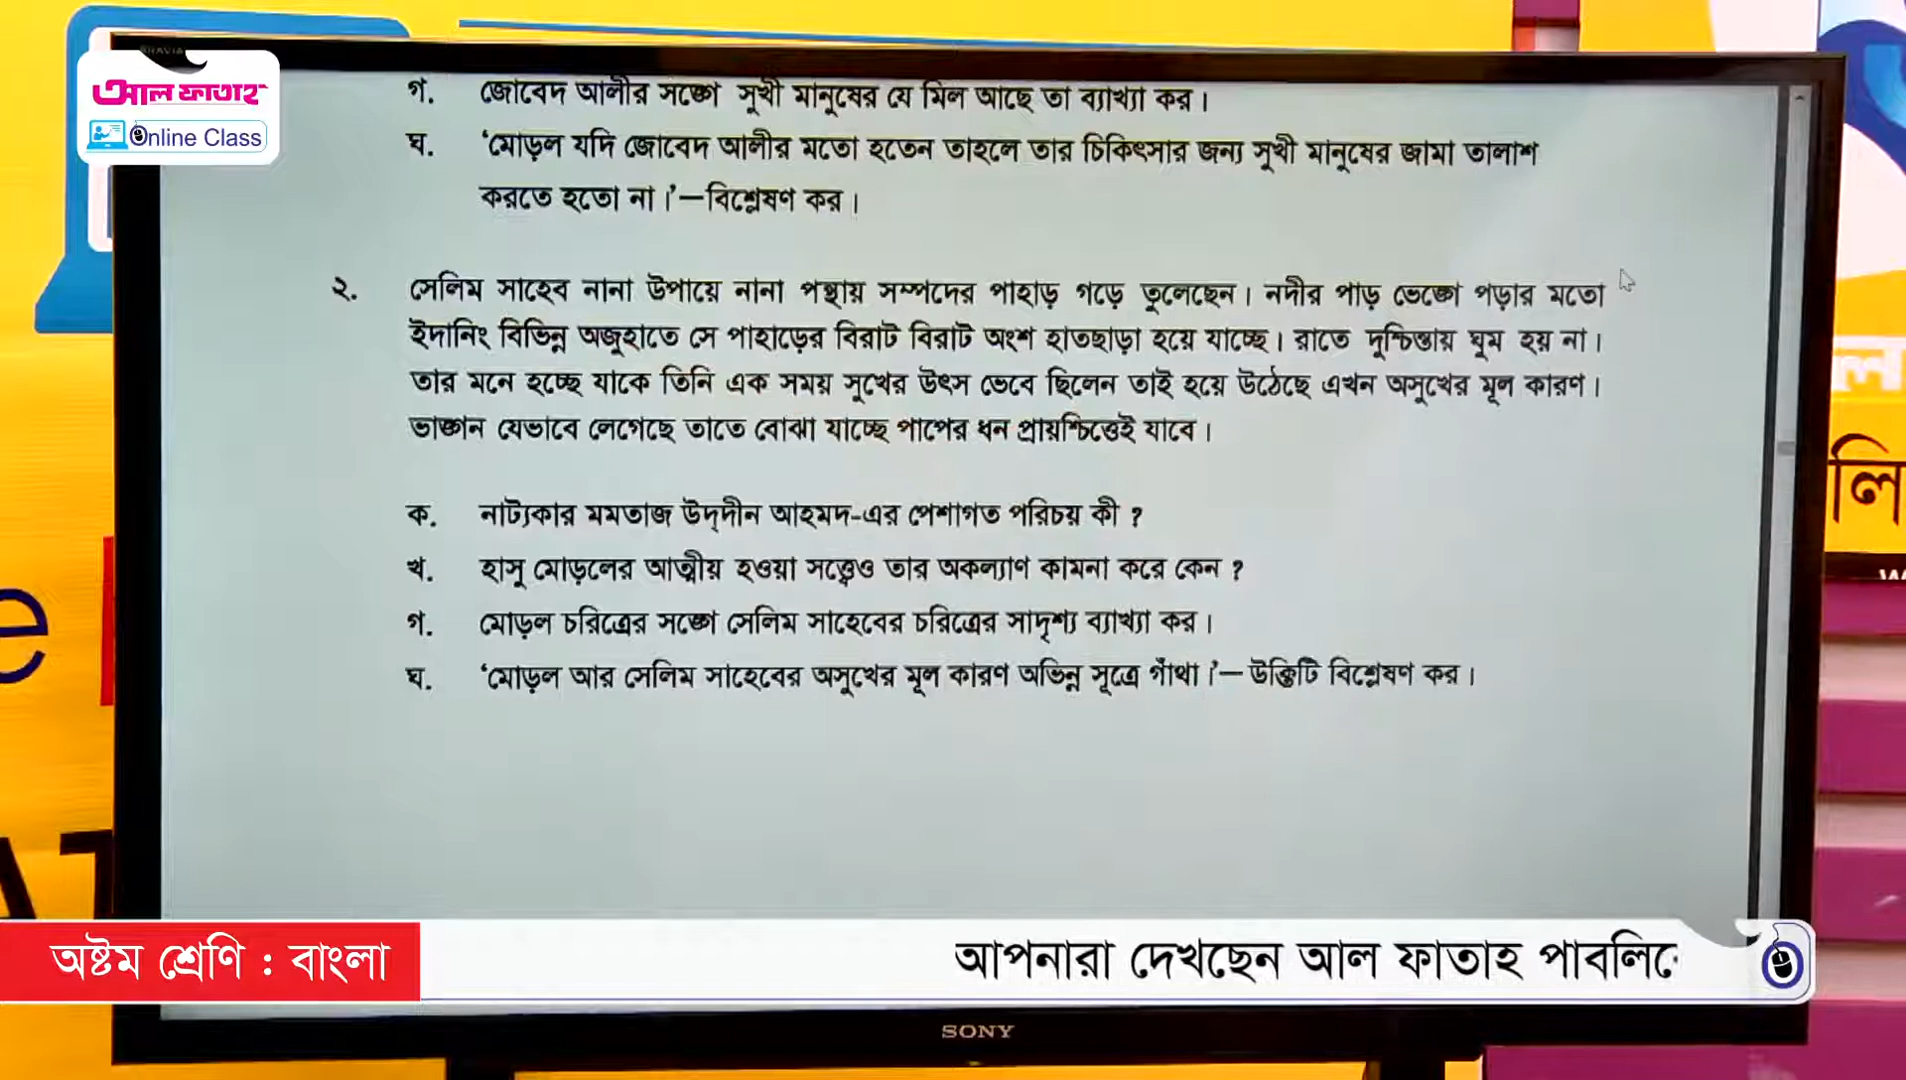 BRAVIA
আল ফাতাহ
Online Class
গ. জোবেদ আলীর সঙ্গে সুখী মানুষের যে মিল আছে তা ব্যাখ্যা কর।
ঘ. ‘মোড়ল যদি জোবেদ আলীর মতো হতেন তাহলে তার চিকিৎসার জন্য সুখী মানুষের জামা তালাশ
করতে হতো না।’—বিশ্লেষণ কর।
২. সেলিম সাহেব নানা উপায়ে নানা পন্থায় সম্পদের পাহাড় গড়ে তুলেছেন। নদীর পাড় ভেঙ্গে পড়ার মতো
ইদানিং বিভিন্ন অজুহাতে সে পাহাড়ের বিরাট বিরাট অংশ হাতছাড়া হয়ে যাচ্ছে। রাতে দুশ্চিন্তায় ঘুম হয় না।
তার মনে হচ্ছে যাকে তিনি এক সময় সুখের উৎস ভেবে ছিলেন তাই হয়ে উঠেছে এখন অসুখের মূল কারণ।
ভাঙ্গন যেভাবে লেগেছে তাতে বোঝা যাচ্ছে পাপের ধন প্রায়শ্চিত্তেই যাবে।
ক. নাট্যকার মমতাজ উদ্‌দীন আহমদ-এর পেশাগত পরিচয় কী ?
খ. হাসু মোড়লের আত্মীয় হওয়া সত্ত্বেও তার অকল্যাণ কামনা করে কেন ?
গ. মোড়ল চরিত্রের সঙ্গে সেলিম সাহেবের চরিত্রের সাদৃশ্য ব্যাখ্যা কর।
ঘ. ‘মোড়ল আর সেলিম সাহেবের অসুখের মূল কারণ অভিন্ন সূত্রে গাঁথা।’— উক্তিটি বিশ্লেষণ কর।
লি
e
অষ্টম শ্রেণি : বাংলা
আপনারা দেখছেন আল ফাতাহ
SONY